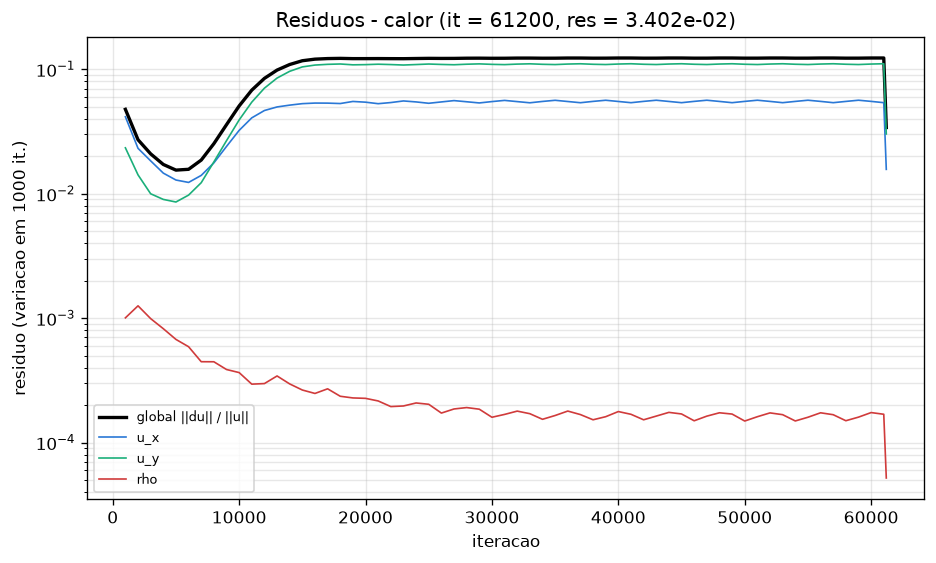 Residuos - calor (it = 61200, res = 3.402e-02)
residuo (variacao em 1000 it.)
10⁻¹
10⁻²
10⁻³
10⁻⁴
global ||du|| / ||u||
u_x
u_y
rho
0 10000 20000 30000 40000 50000 60000
iteracao